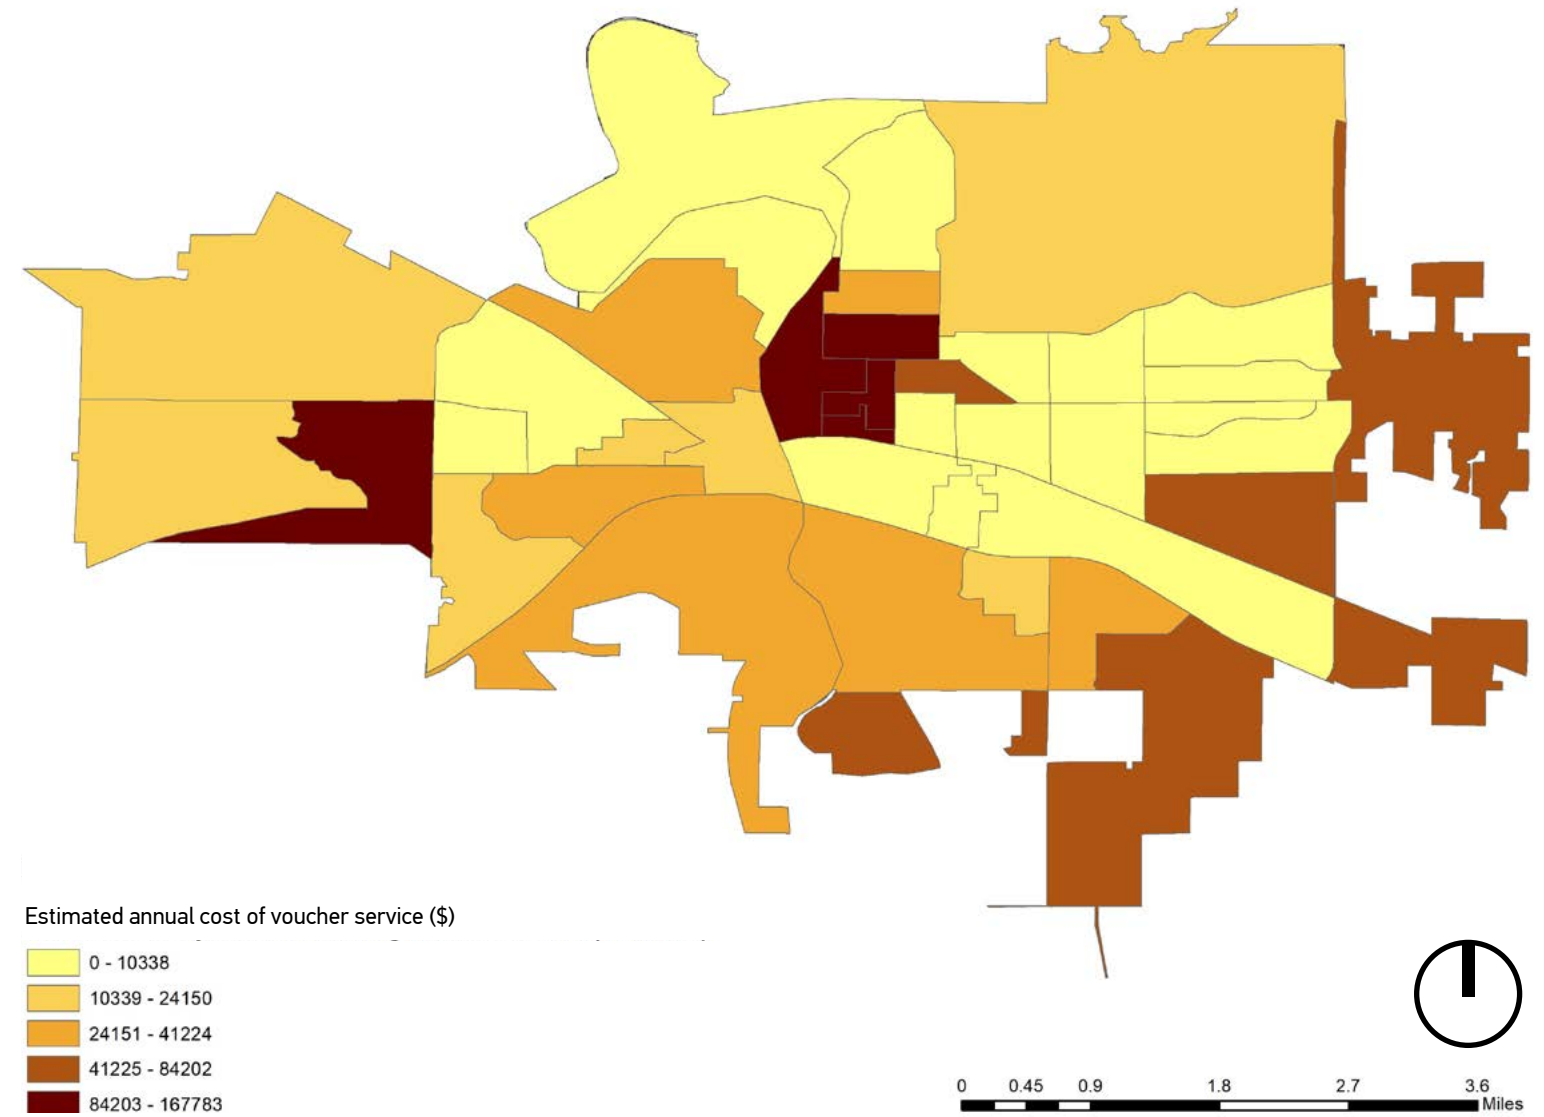 Estimated annual cost of voucher service ($)
0 - 10338
10339 - 24150
24151 - 41224
41225 - 84202
84203 - 167783
0 0.45 0.9 1.8 2.7 3.6
Miles